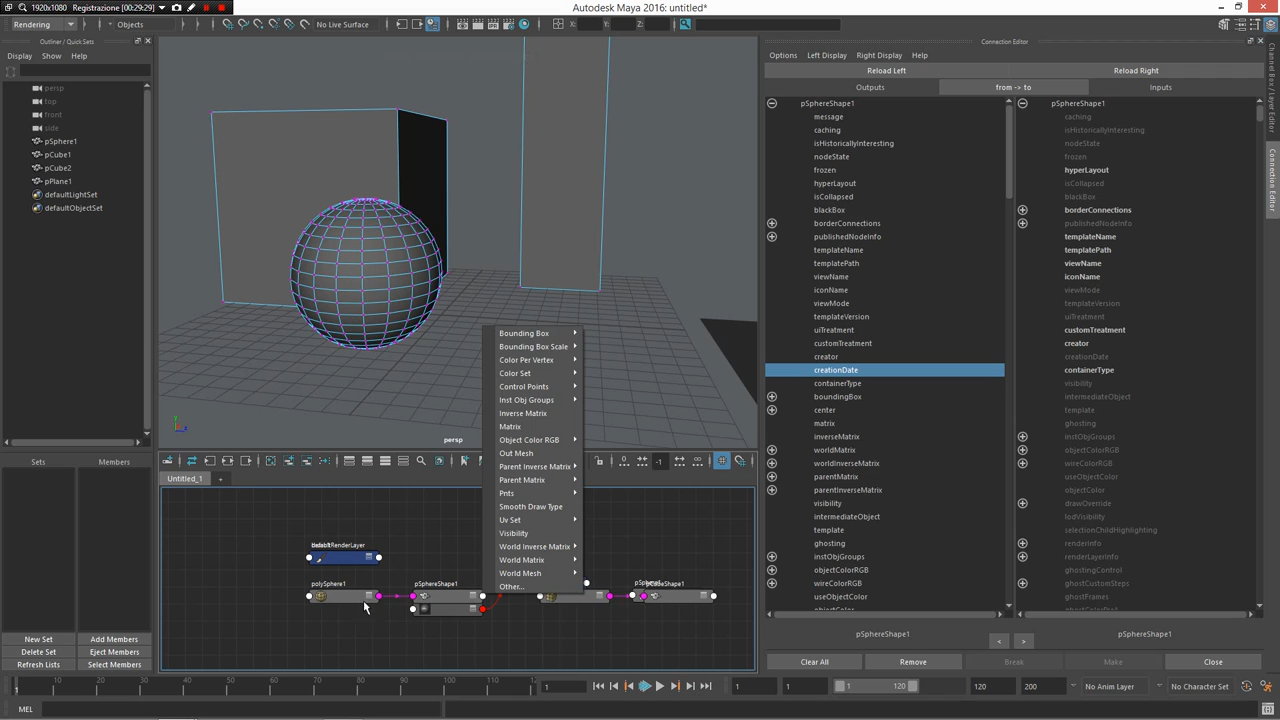 1920x1080 Registrazione [00:29:29]
Autodesk Maya 2016: untitled*
Rendering
Objects
No Live Surface
X:
Y:
Z:
Outliner / Quick Sets
Display Show Help
persp
top
front
side
pSphere1
pCube1
pCube2
pPlane1
defaultLightSet
defaultObjectSet
Sets Members
New Set Add Members
Delete Set Eject Members
Refresh Lists Select Members
persp
Bounding Box
Bounding Box Scale
Color Per Vertex
Color Set
Control Points
Inst Obj Groups
Inverse Matrix
Matrix
Object Color RGB
Out Mesh
Parent Inverse Matrix
Parent Matrix
Pnts
Smooth Draw Type
Uv Set
Visibility
World Inverse Matrix
World Matrix
World Mesh
Other...
Untitled_1
polySphere1
pSphereShape1
Connection Editor
Options Left Display Right Display Help
Reload Left Reload Right
Outputs from -> to Inputs
pSphereShape1
message
caching
isHistoricallyInteresting
nodeState
frozen
hyperLayout
isCollapsed
blackBox
borderConnections
publishedNodeInfo
templateName
templatePath
viewName
iconName
viewMode
templateVersion
uiTreatment
customTreatment
creator
creationDate
containerType
boundingBox
center
matrix
inverseMatrix
worldMatrix
worldInverseMatrix
parentMatrix
parentInverseMatrix
visibility
intermediateObject
template
ghosting
instObjGroups
objectColorRGB
wireColorRGB
useObjectColor
objectColor
pSphereShape1
caching
isHistoricallyInteresting
nodeState
frozen
hyperLayout
isCollapsed
blackBox
borderConnections
publishedNodeInfo
templateName
templatePath
viewName
iconName
viewMode
templateVersion
uiTreatment
customTreatment
creator
creationDate
containerType
visibility
intermediateObject
template
ghosting
instObjGroups
objectColorRGB
wireColorRGB
useObjectColor
objectColor
drawOverride
lodVisibility
selectionChildHighlighting
renderInfo
renderLayerInfo
ghostingControl
ghostCustomSteps
ghostFrames
pSphereShape1 < > pSphereShape1
Clear All Remove Break Make Close
Channel Box / Layer Editor
Connection Editor
10 20 30 40 50 60 70 80 90 100 110 120
1
1 1 1 120 120 200 No Anim Layer No Character Set
MEL